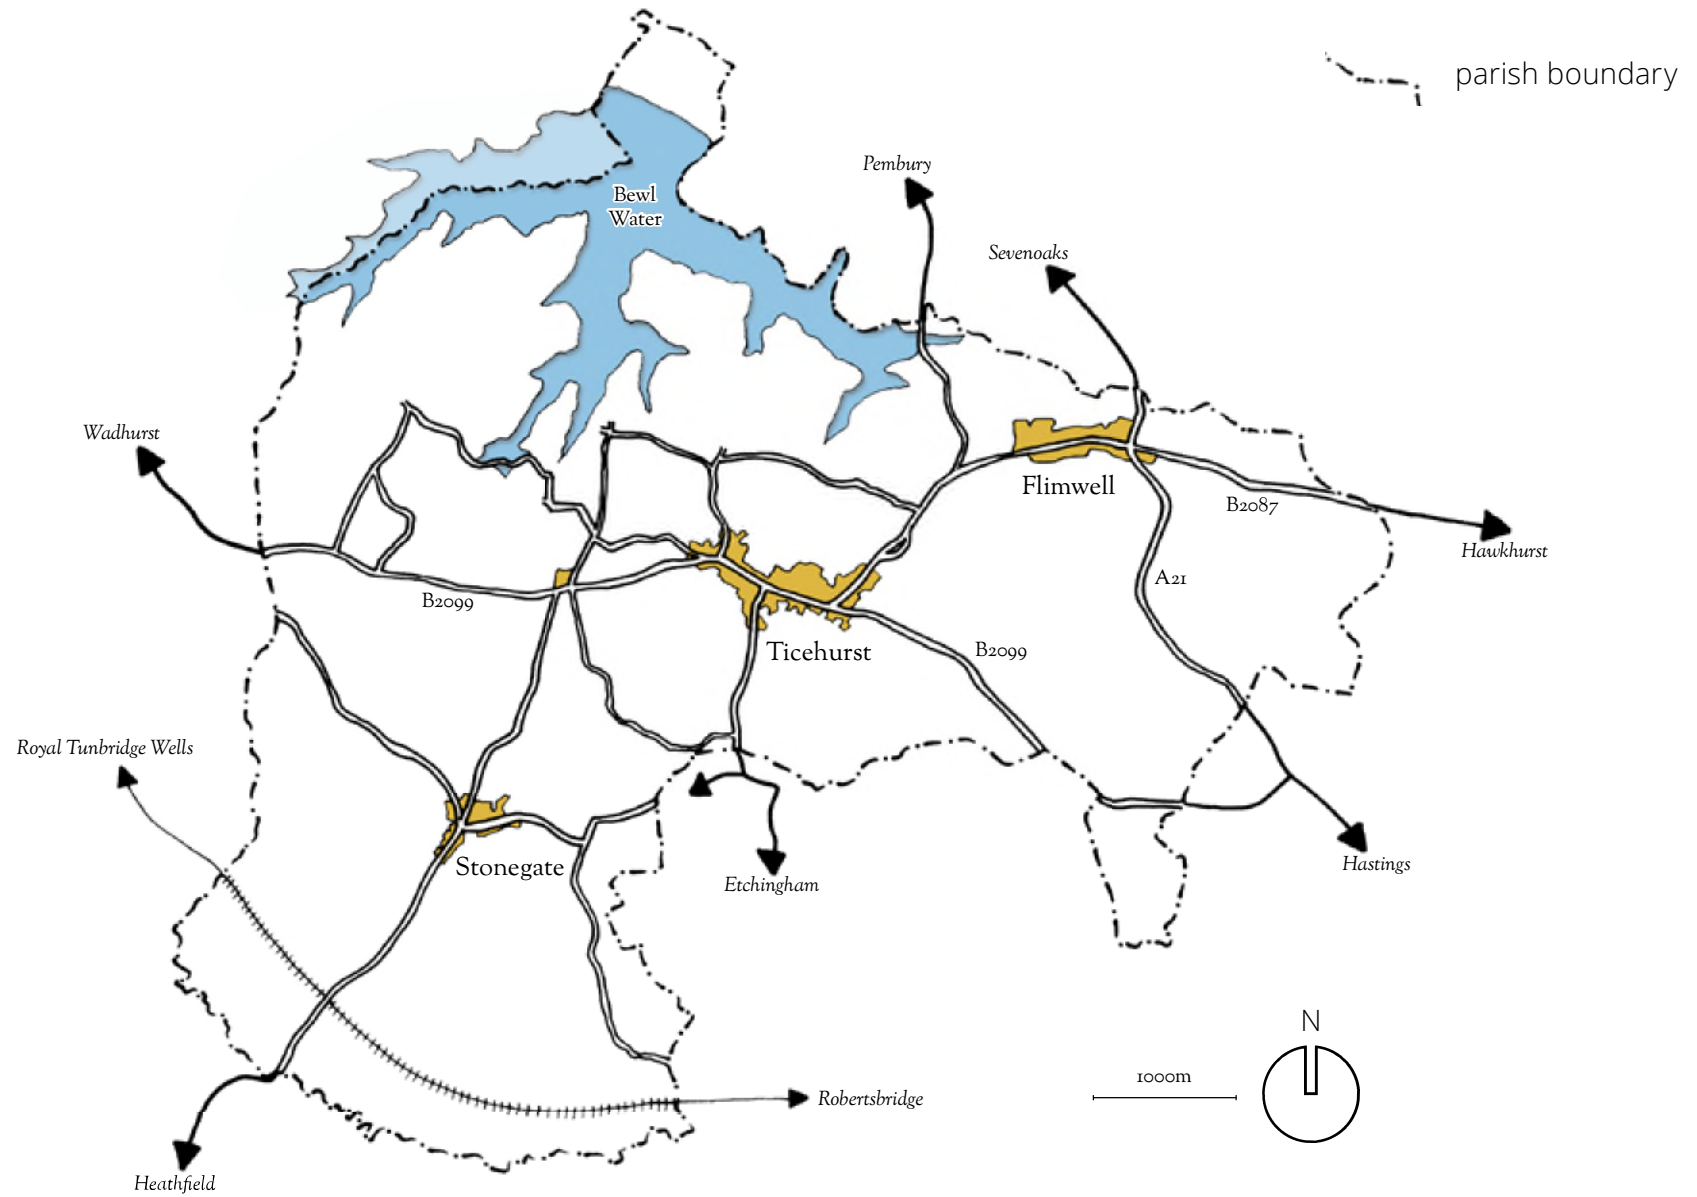 parish boundary
Pembury
Bewl
Water
Sevenoaks
Wadhurst
Flimwell
B2087
Hawkhurst
A21
B2099
Ticehurst
B2099
Royal Tunbridge Wells
Stonegate
Etchingham
Hastings
N
1000m
Robertsbridge
Heathfield